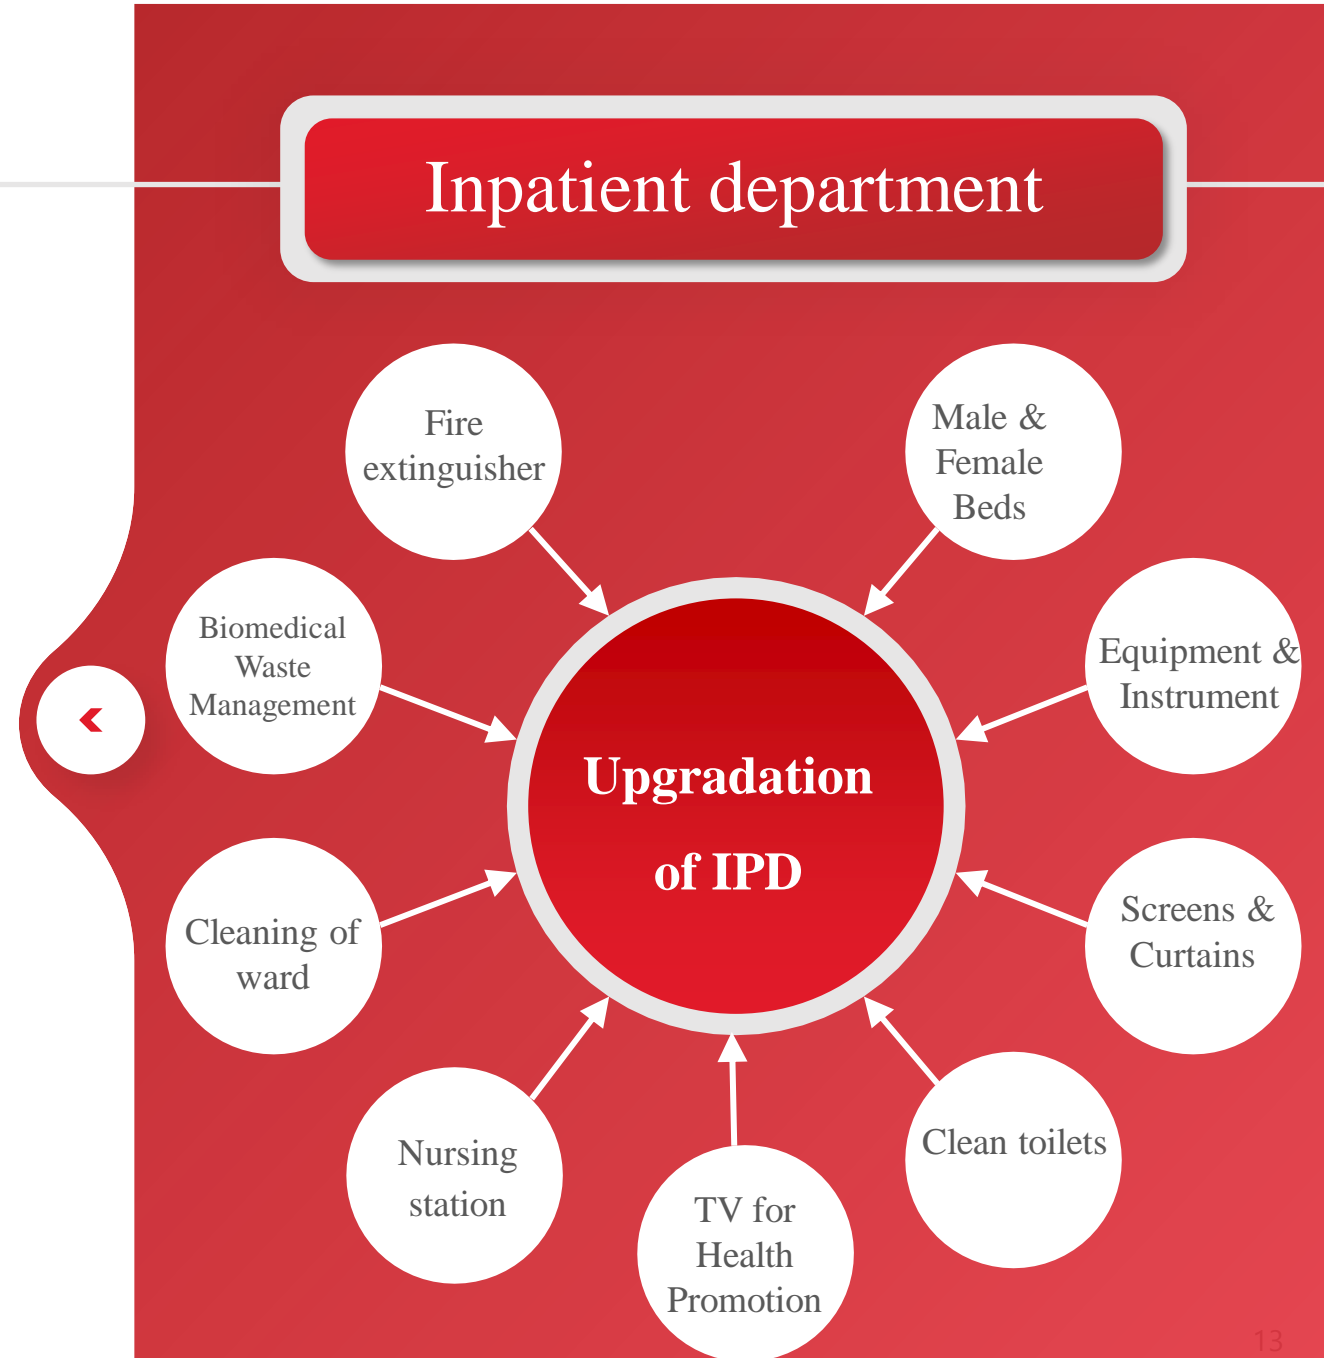 Inpatient department
Fire
extinguisher
Male &
Female
Beds
Biomedical
Waste
Management
Equipment &
Instrument
Upgradation
of IPD
Cleaning of
ward
Screens &
Curtains
Nursing
station
TV for
Health
Promotion
Clean toilets
13